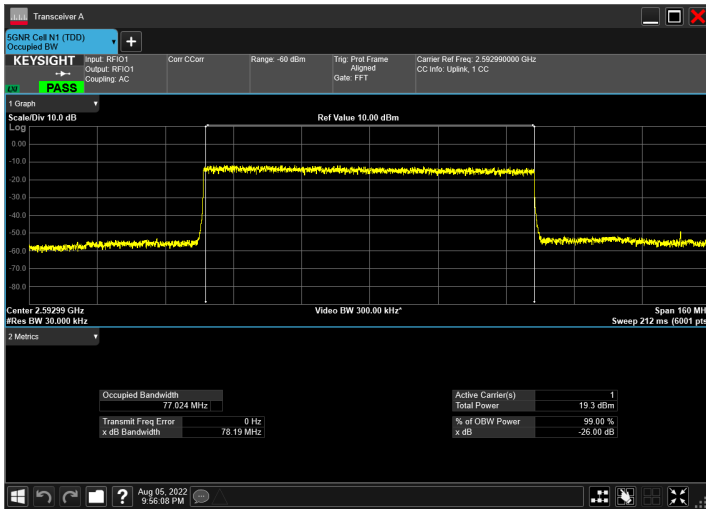 Transceiver A
5GNR Cell N1 (TDD)
Occupied BW
KEYSIGHT
LXI
PASS
Input: RFIO1
Output: RFIO1
Coupling: AC
Corr CCorr
Range: -60 dBm
Trig: Prot Frame
Aligned
Gate: FFT
Carrier Ref Freq: 2.592990000 GHz
CC Info: Uplink, 1 CC
1 Graph
Scale/Div 10.0 dB
Ref Value 10.00 dBm
Log
0.00
-10.0
-20.0
-30.0
-40.0
-50.0
-60.0
-70.0
-80.0
Center 2.59299 GHz
Video BW 300.00 kHz*
Span 160 MH
#Res BW 30.000 kHz
Sweep 212 ms (6001 pts
2 Metrics
Occupied Bandwidth
77.024 MHz
Active Carrier(s) 1
Total Power 19.3 dBm
Transmit Freq Error 0 Hz
x dB Bandwidth 78.19 MHz
% of OBW Power 99.00 %
x dB -26.00 dB
Aug 05, 2022
9:56:08 PM